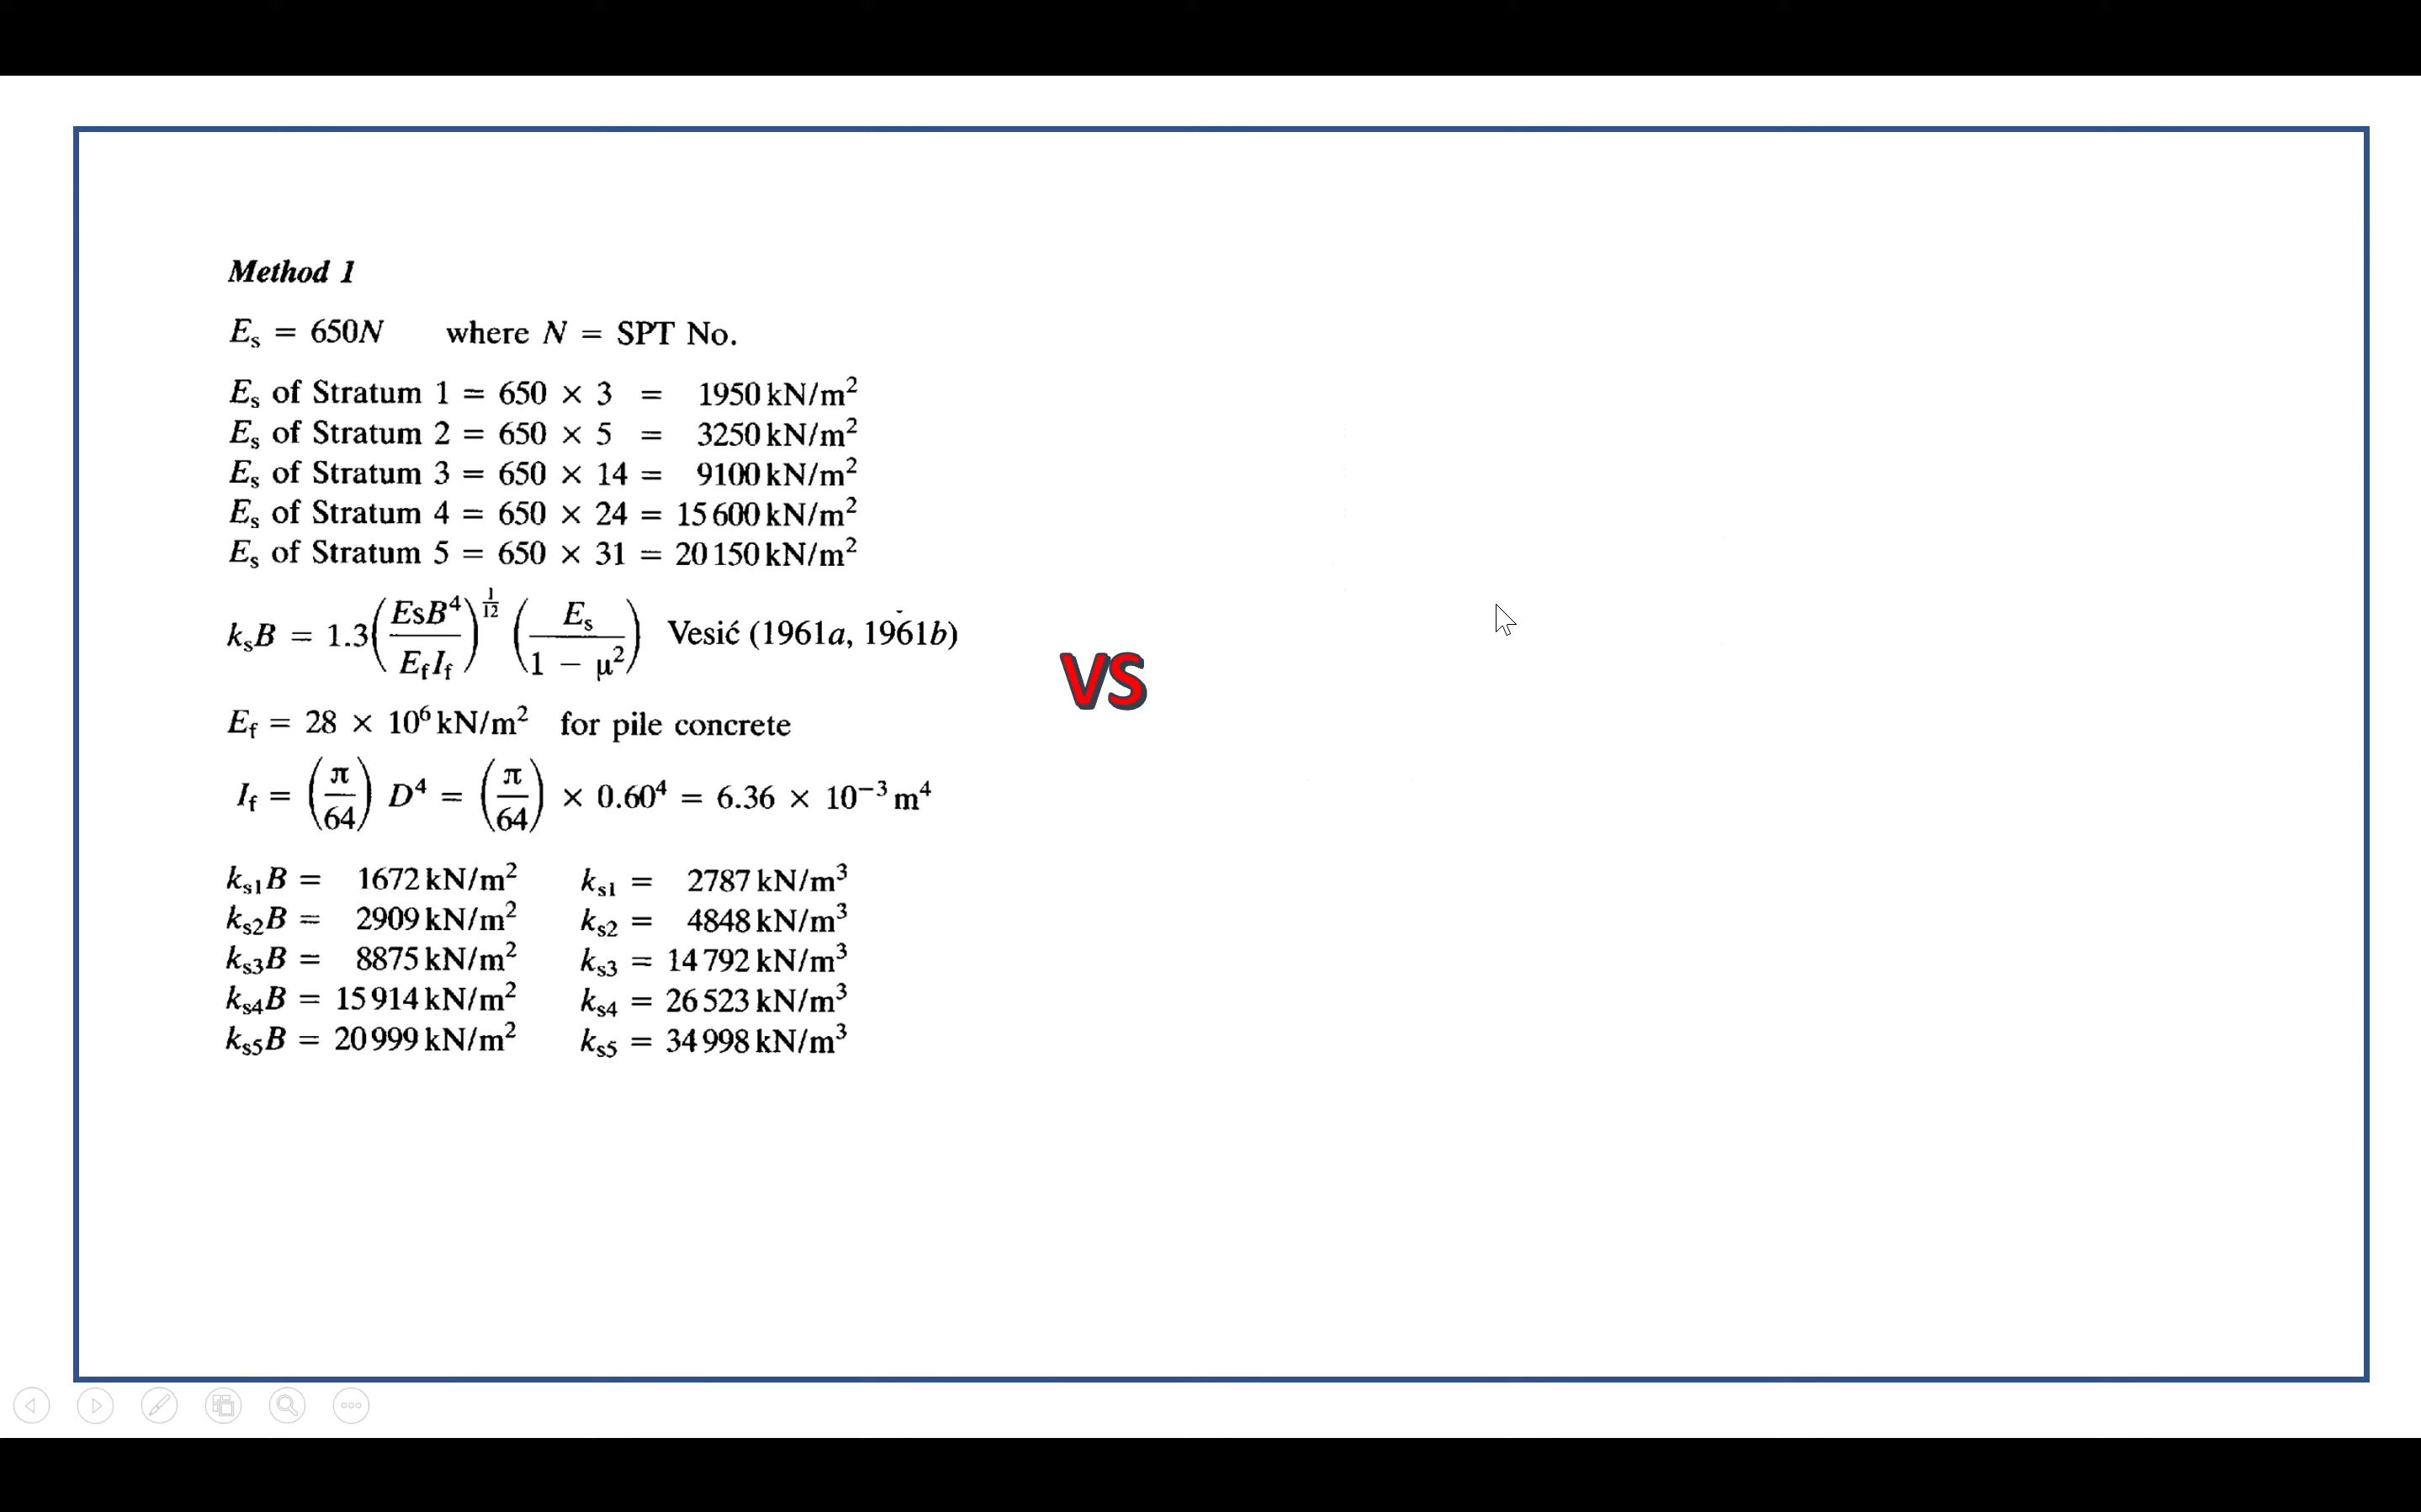 Method 1
Eₛ = 650N where N = SPT No.
Eₛ of Stratum 1 = 650 × 3 = 1950 kN/m²
Eₛ of Stratum 2 = 650 × 5 = 3250 kN/m²
Eₛ of Stratum 3 = 650 × 14 = 9100 kN/m²
Eₛ of Stratum 4 = 650 × 24 = 15 600 kN/m²
Eₛ of Stratum 5 = 650 × 31 = 20 150 kN/m²
kₛB = 1.3(EsB⁴/E_f I_f)^(1/12) (Eₛ/(1 − μ²)) Vesić (1961a, 1961b)
VS
E_f = 28 × 10⁶ kN/m² for pile concrete
I_f = (π/64) D⁴ = (π/64) × 0.60⁴ = 6.36 × 10⁻³ m⁴
kₛ₁B = 1672 kN/m² kₛ₁ = 2787 kN/m³
kₛ₂B = 2909 kN/m² kₛ₂ = 4848 kN/m³
kₛ₃B = 8875 kN/m² kₛ₃ = 14 792 kN/m³
kₛ₄B = 15 914 kN/m² kₛ₄ = 26 523 kN/m³
kₛ₅B = 20 999 kN/m² kₛ₅ = 34 998 kN/m³